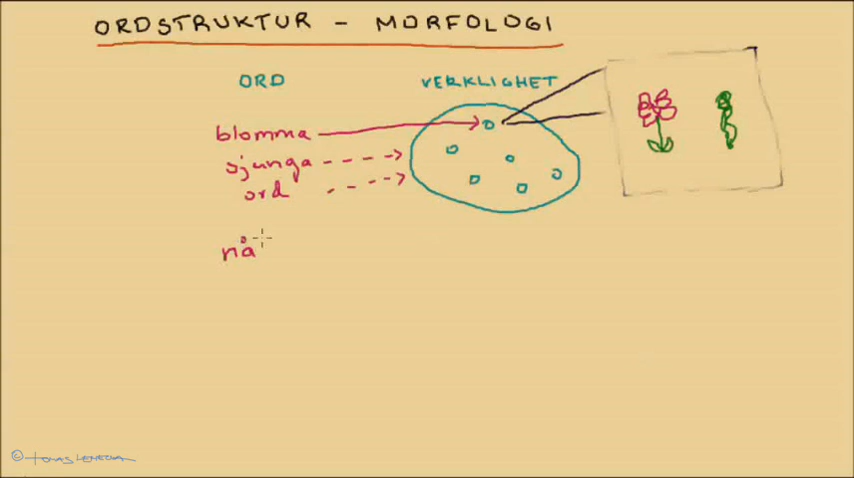 ORDSTRUKTUR - MORFOLOGI
ORD VERKLIGHET
blomma
sjunga
ord
nå